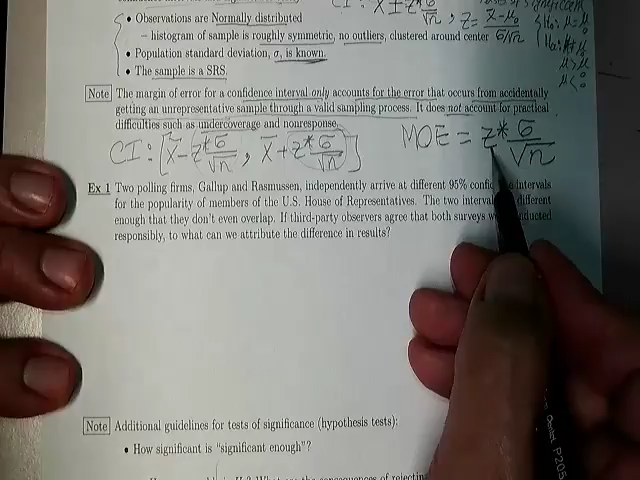 CI: x̄ ± z* σ/√n , z = x̄-μ₀ / σ/√n
• Observations are Normally distributed
– histogram of sample is roughly symmetric, no outliers, clustered around center
• Population standard deviation, σ, is known.
• The sample is a SRS.
Note The margin of error for a confidence interval only accounts for the error that occurs from accidentally
getting an unrepresentative sample through a valid sampling process. It does not account for practical
difficulties such as undercoverage and nonresponse.
CI: [x̄ - z* σ/√n , x̄ + z* σ/√n]
MOE = z* σ/√n
Ex 1 Two polling firms, Gallup and Rasmussen, independently arrive at different 95% intervals
for the popularity of members of the U.S. House of Representatives. The two different
enough that they don't even overlap. If third-party observers agree that both surveys
responsibly, to what can we attribute the difference in results?
Note Additional guidelines for tests of significance (hypothesis tests):
• How significant is "significant enough"?